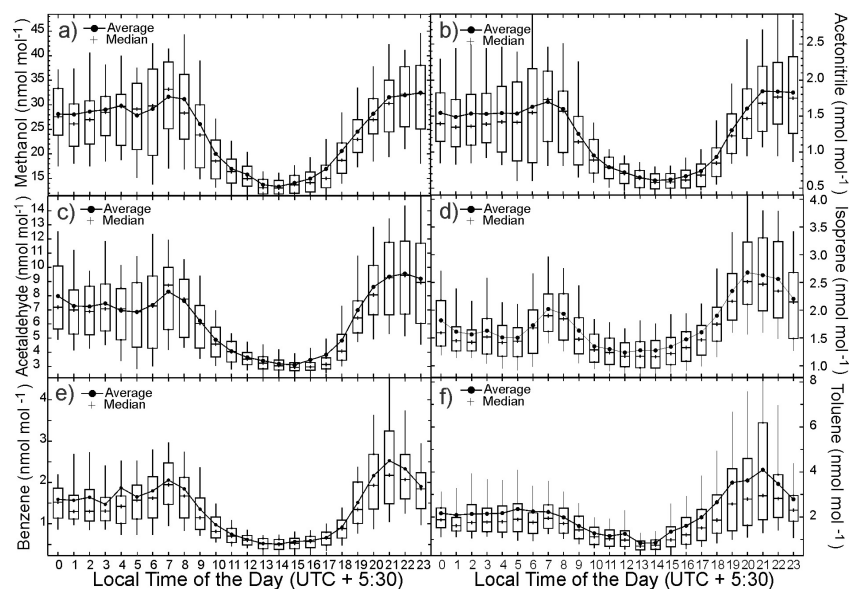 a)
Average
Median
Methanol (nmol mol-1)
45
40
35
30
25
20
15
b)
Average
Median
Acetonitrile (nmol mol-1)
2.5
2.0
1.5
1.0
0.5
c)
Average
Median
Acetaldehyde (nmol mol-1)
14
13
12
11
10
9
8
7
6
5
4
3
d)
Average
Median
Isoprene (nmol mol-1)
4.0
3.5
3.0
2.5
2.0
1.5
1.0
e)
Average
Median
Benzene (nmol mol -1)
4
3
2
1
f)
Average
Median
Toluene (nmol mol -1)
8
6
4
2
0 1 2 3 4 5 6 7 8 9 10 11 12 13 14 15 16 17 18 19 20 21 22 23
0 1 2 3 4 5 6 7 8 9 10 11 12 13 14 15 16 17 18 19 20 21 22 23
Local Time of the Day (UTC + 5:30)
Local Time of the Day (UTC + 5:30)